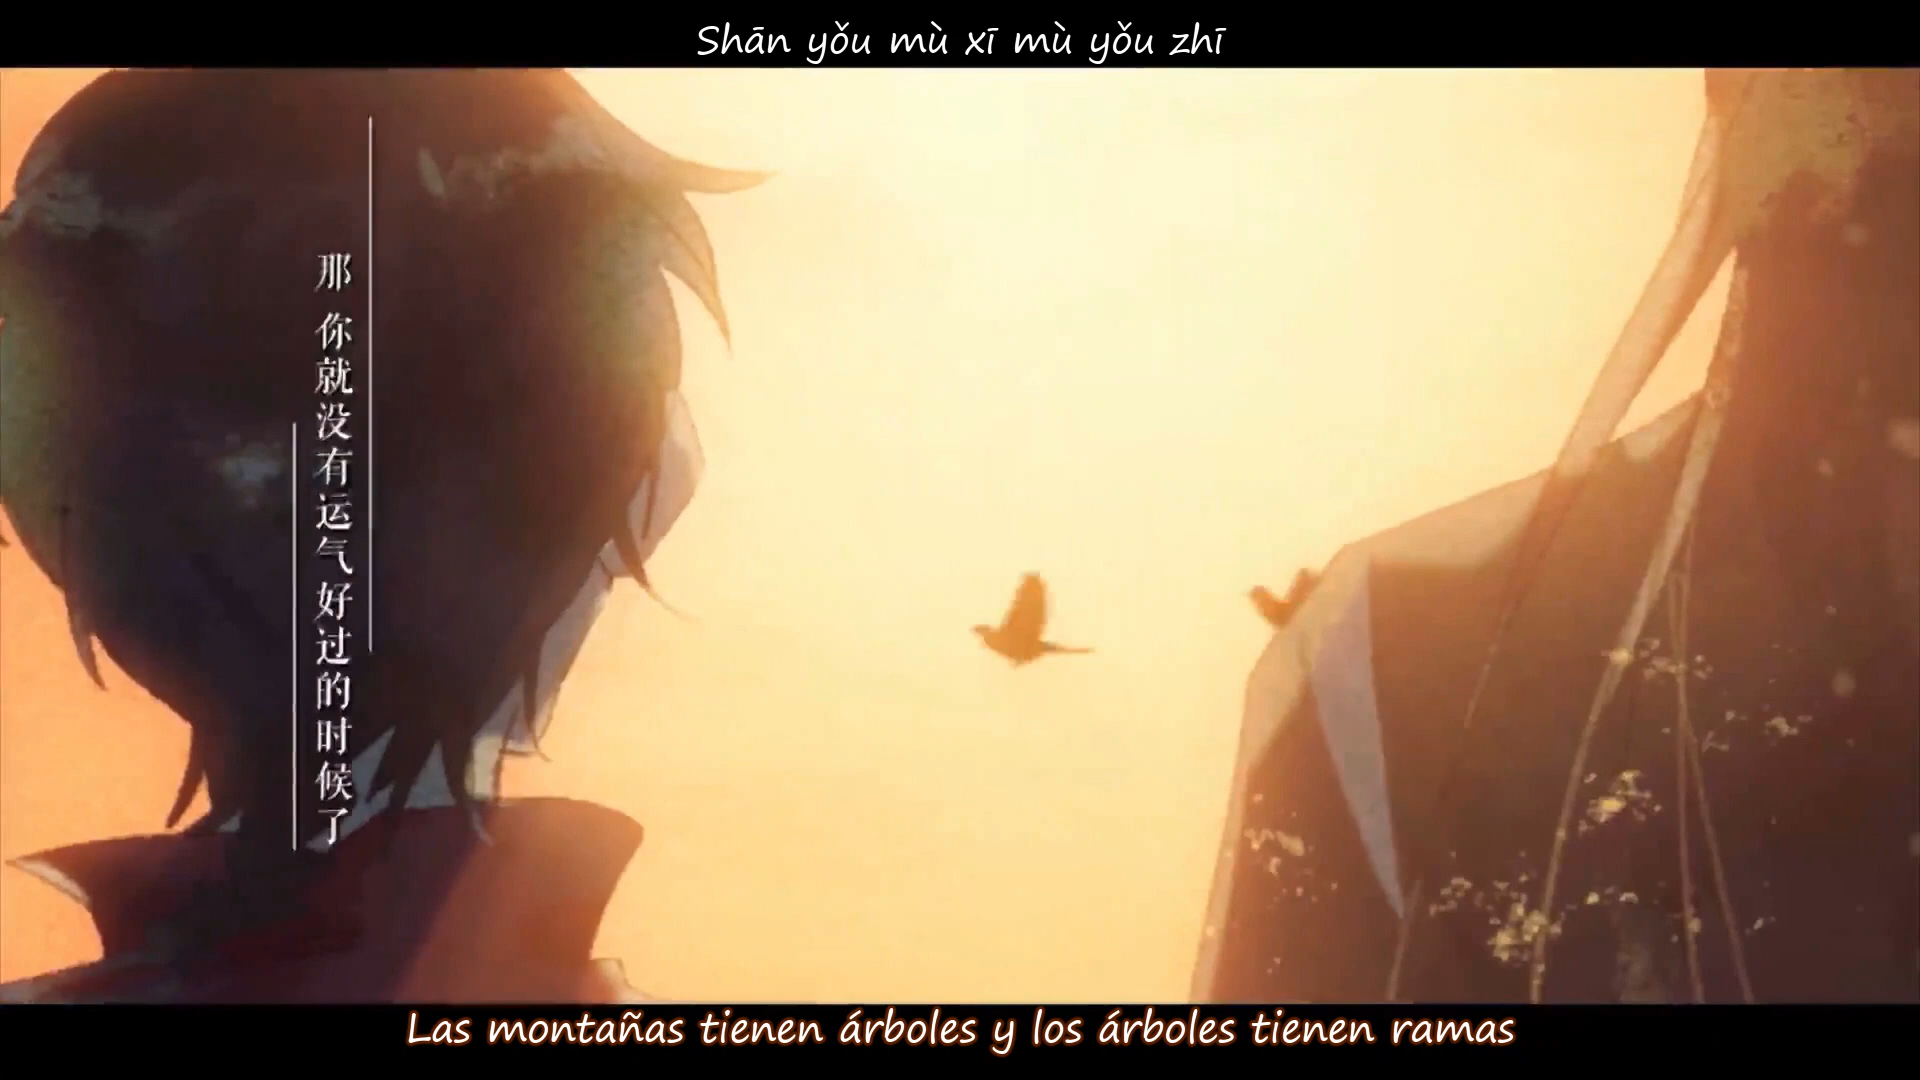 Shān yǒu mù xī mù yǒu zhī
那 你就没有运气好过的时候了
Las montañas tienen árboles y los árboles tienen ramas